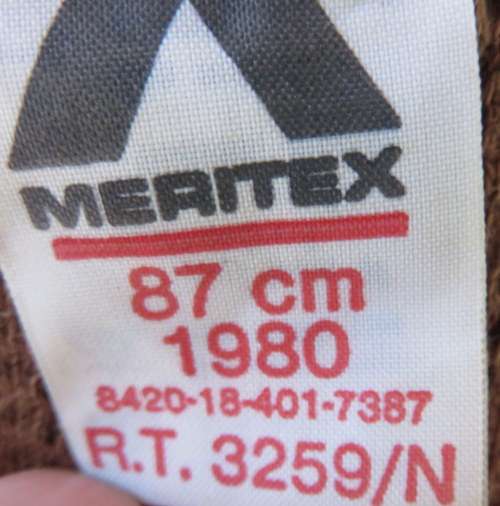 MERITEX
87 cm
1980
8420-18-401-7387
R.T. 3259/N